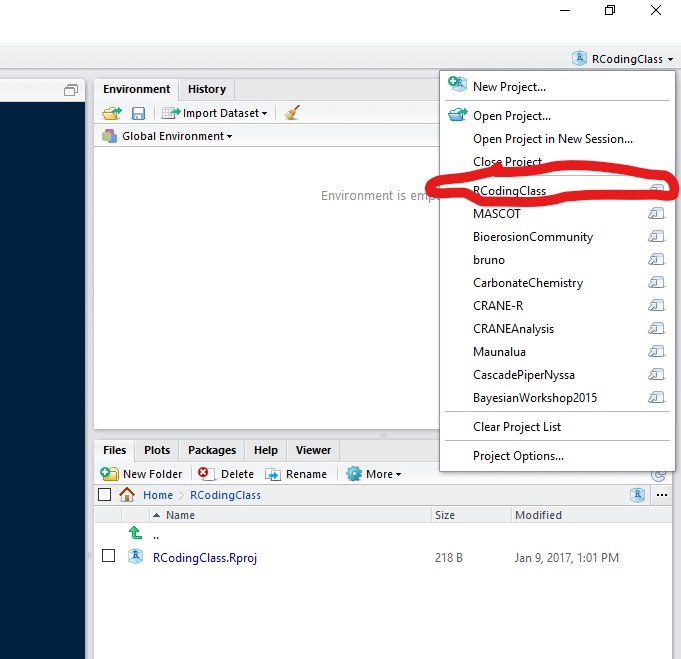 RCodingClass
Environment
History
New Project...
Import Dataset
Open Project...
Global Environment
Open Project in New Session...
Close Project
Environment is emp
RCodingClass
MASCOT
BioerosionCommunity
bruno
CarbonateChemistry
CRANE-R
CRANEAnalysis
Maunalua
CascadePiperNyssa
BayesianWorkshop2015
Clear Project List
Project Options...
Files
Plots
Packages
Help
Viewer
New Folder
Delete
Rename
More
Home
RCodingClass
Name
Size
Modified
..
RCodingClass.Rproj
218 B
Jan 9, 2017, 1:01 PM